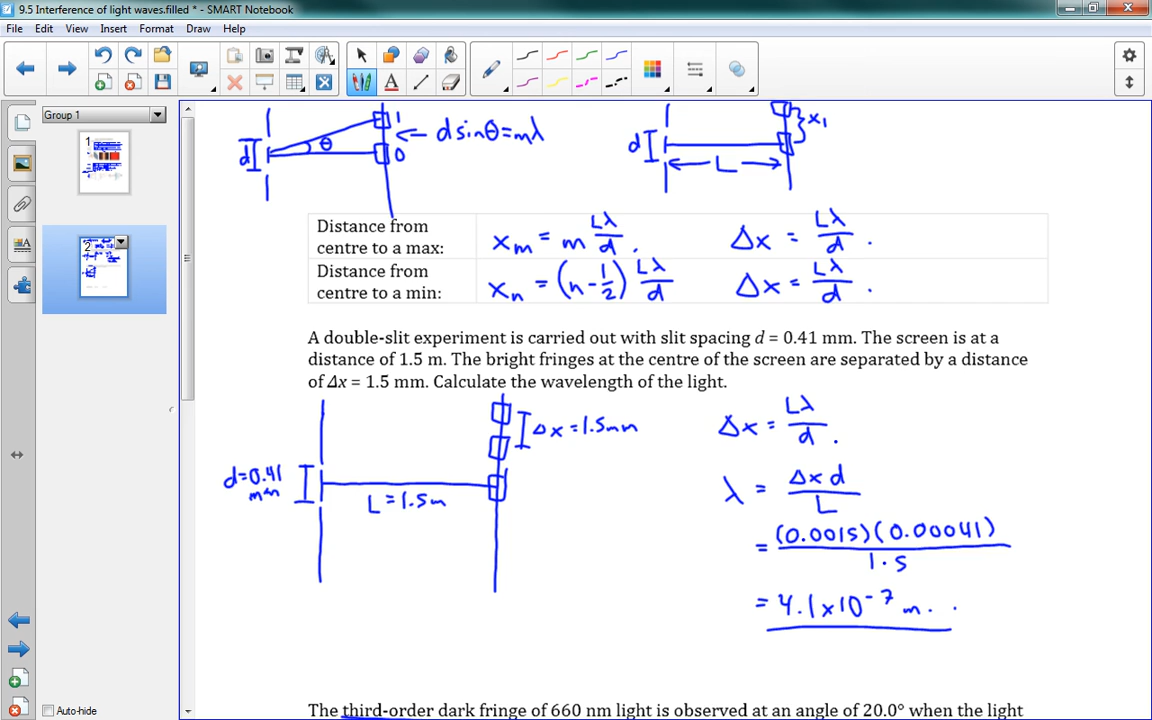 9.5 Interference of light waves.filled * - SMART Notebook
File Edit View Insert Format Draw Help
Group 1
1
2
Auto-hide
d θ 1 0 ← d sinθ = mλ
d L x₁
Distance from centre to a max: xₘ = m Lλ/d . Δx = Lλ/d .
Distance from centre to a min: xₙ = (n - 1/2) Lλ/d Δx = Lλ/d .
A double-slit experiment is carried out with slit spacing d = 0.41 mm. The screen is at a
distance of 1.5 m. The bright fringes at the centre of the screen are separated by a distance
of Δx = 1.5 mm. Calculate the wavelength of the light.
d = 0.41 mm
L = 1.5m
Δx = 1.5mm
Δx = Lλ/d .
λ = Δx d / L
= (0.0015)(0.00041) / 1.5
= 4.1 x 10⁻⁷ m.
The third-order dark fringe of 660 nm light is observed at an angle of 20.0° when the light